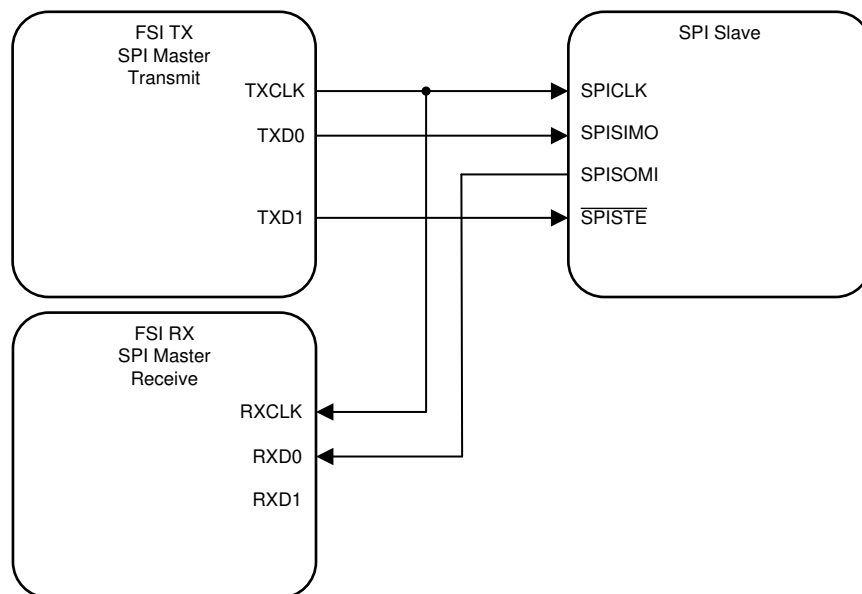 FSI TX
SPI Master
Transmit
TXCLK
TXD0
TXD1
SPI Slave
SPICLK
SPISIMO
SPISOMI
SPISTE
FSI RX
SPI Master
Receive
RXCLK
RXD0
RXD1